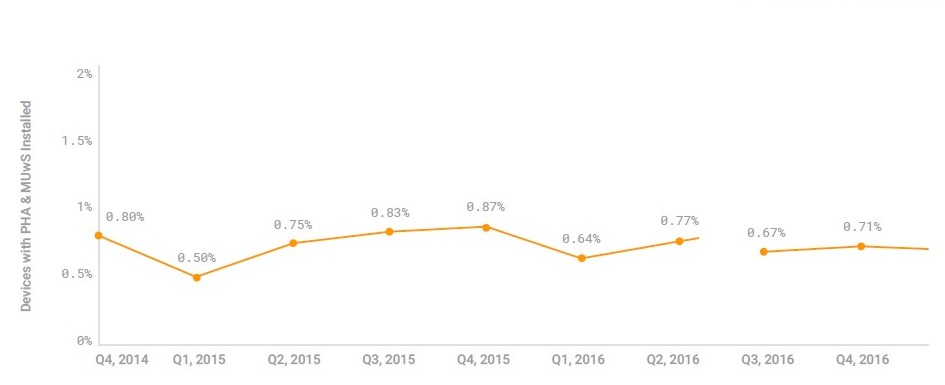 Devices with PHA & MUwS Installed
2%
1.5%
1%
0.5%
0%
0.80%
0.50%
0.75%
0.83%
0.87%
0.64%
0.77%
0.67%
0.71%
Q4, 2014
Q1, 2015
Q2, 2015
Q3, 2015
Q4, 2015
Q1, 2016
Q2, 2016
Q3, 2016
Q4, 2016